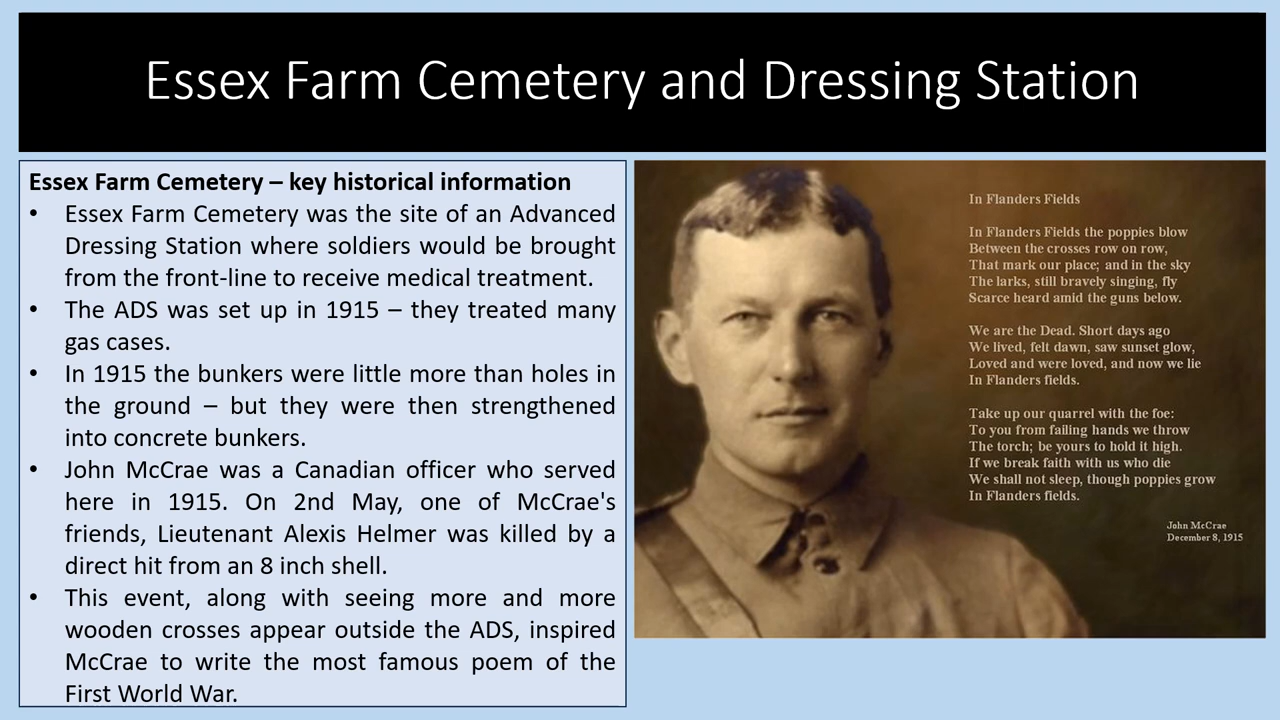 Essex Farm Cemetery and Dressing Station
Essex Farm Cemetery – key historical information
• Essex Farm Cemetery was the site of an Advanced
Dressing Station where soldiers would be brought
from the front-line to receive medical treatment.
• The ADS was set up in 1915 – they treated many
gas cases.
• In 1915 the bunkers were little more than holes in
the ground – but they were then strengthened
into concrete bunkers.
• John McCrae was a Canadian officer who served
here in 1915. On 2nd May, one of McCrae's
friends, Lieutenant Alexis Helmer was killed by a
direct hit from an 8 inch shell.
• This event, along with seeing more and more
wooden crosses appear outside the ADS, inspired
McCrae to write the most famous poem of the
First World War.
In Flanders Fields
In Flanders Fields the poppies blow
Between the crosses row on row,
That mark our place; and in the sky
The larks, still bravely singing, fly
Scarce heard amid the guns below.
We are the Dead. Short days ago
We lived, felt dawn, saw sunset glow,
Loved and were loved, and now we lie
In Flanders fields.
Take up our quarrel with the foe:
To you from failing hands we throw
The torch; be yours to hold it high.
If we break faith with us who die
We shall not sleep, though poppies grow
In Flanders fields.
John McCrae
December 8, 1915